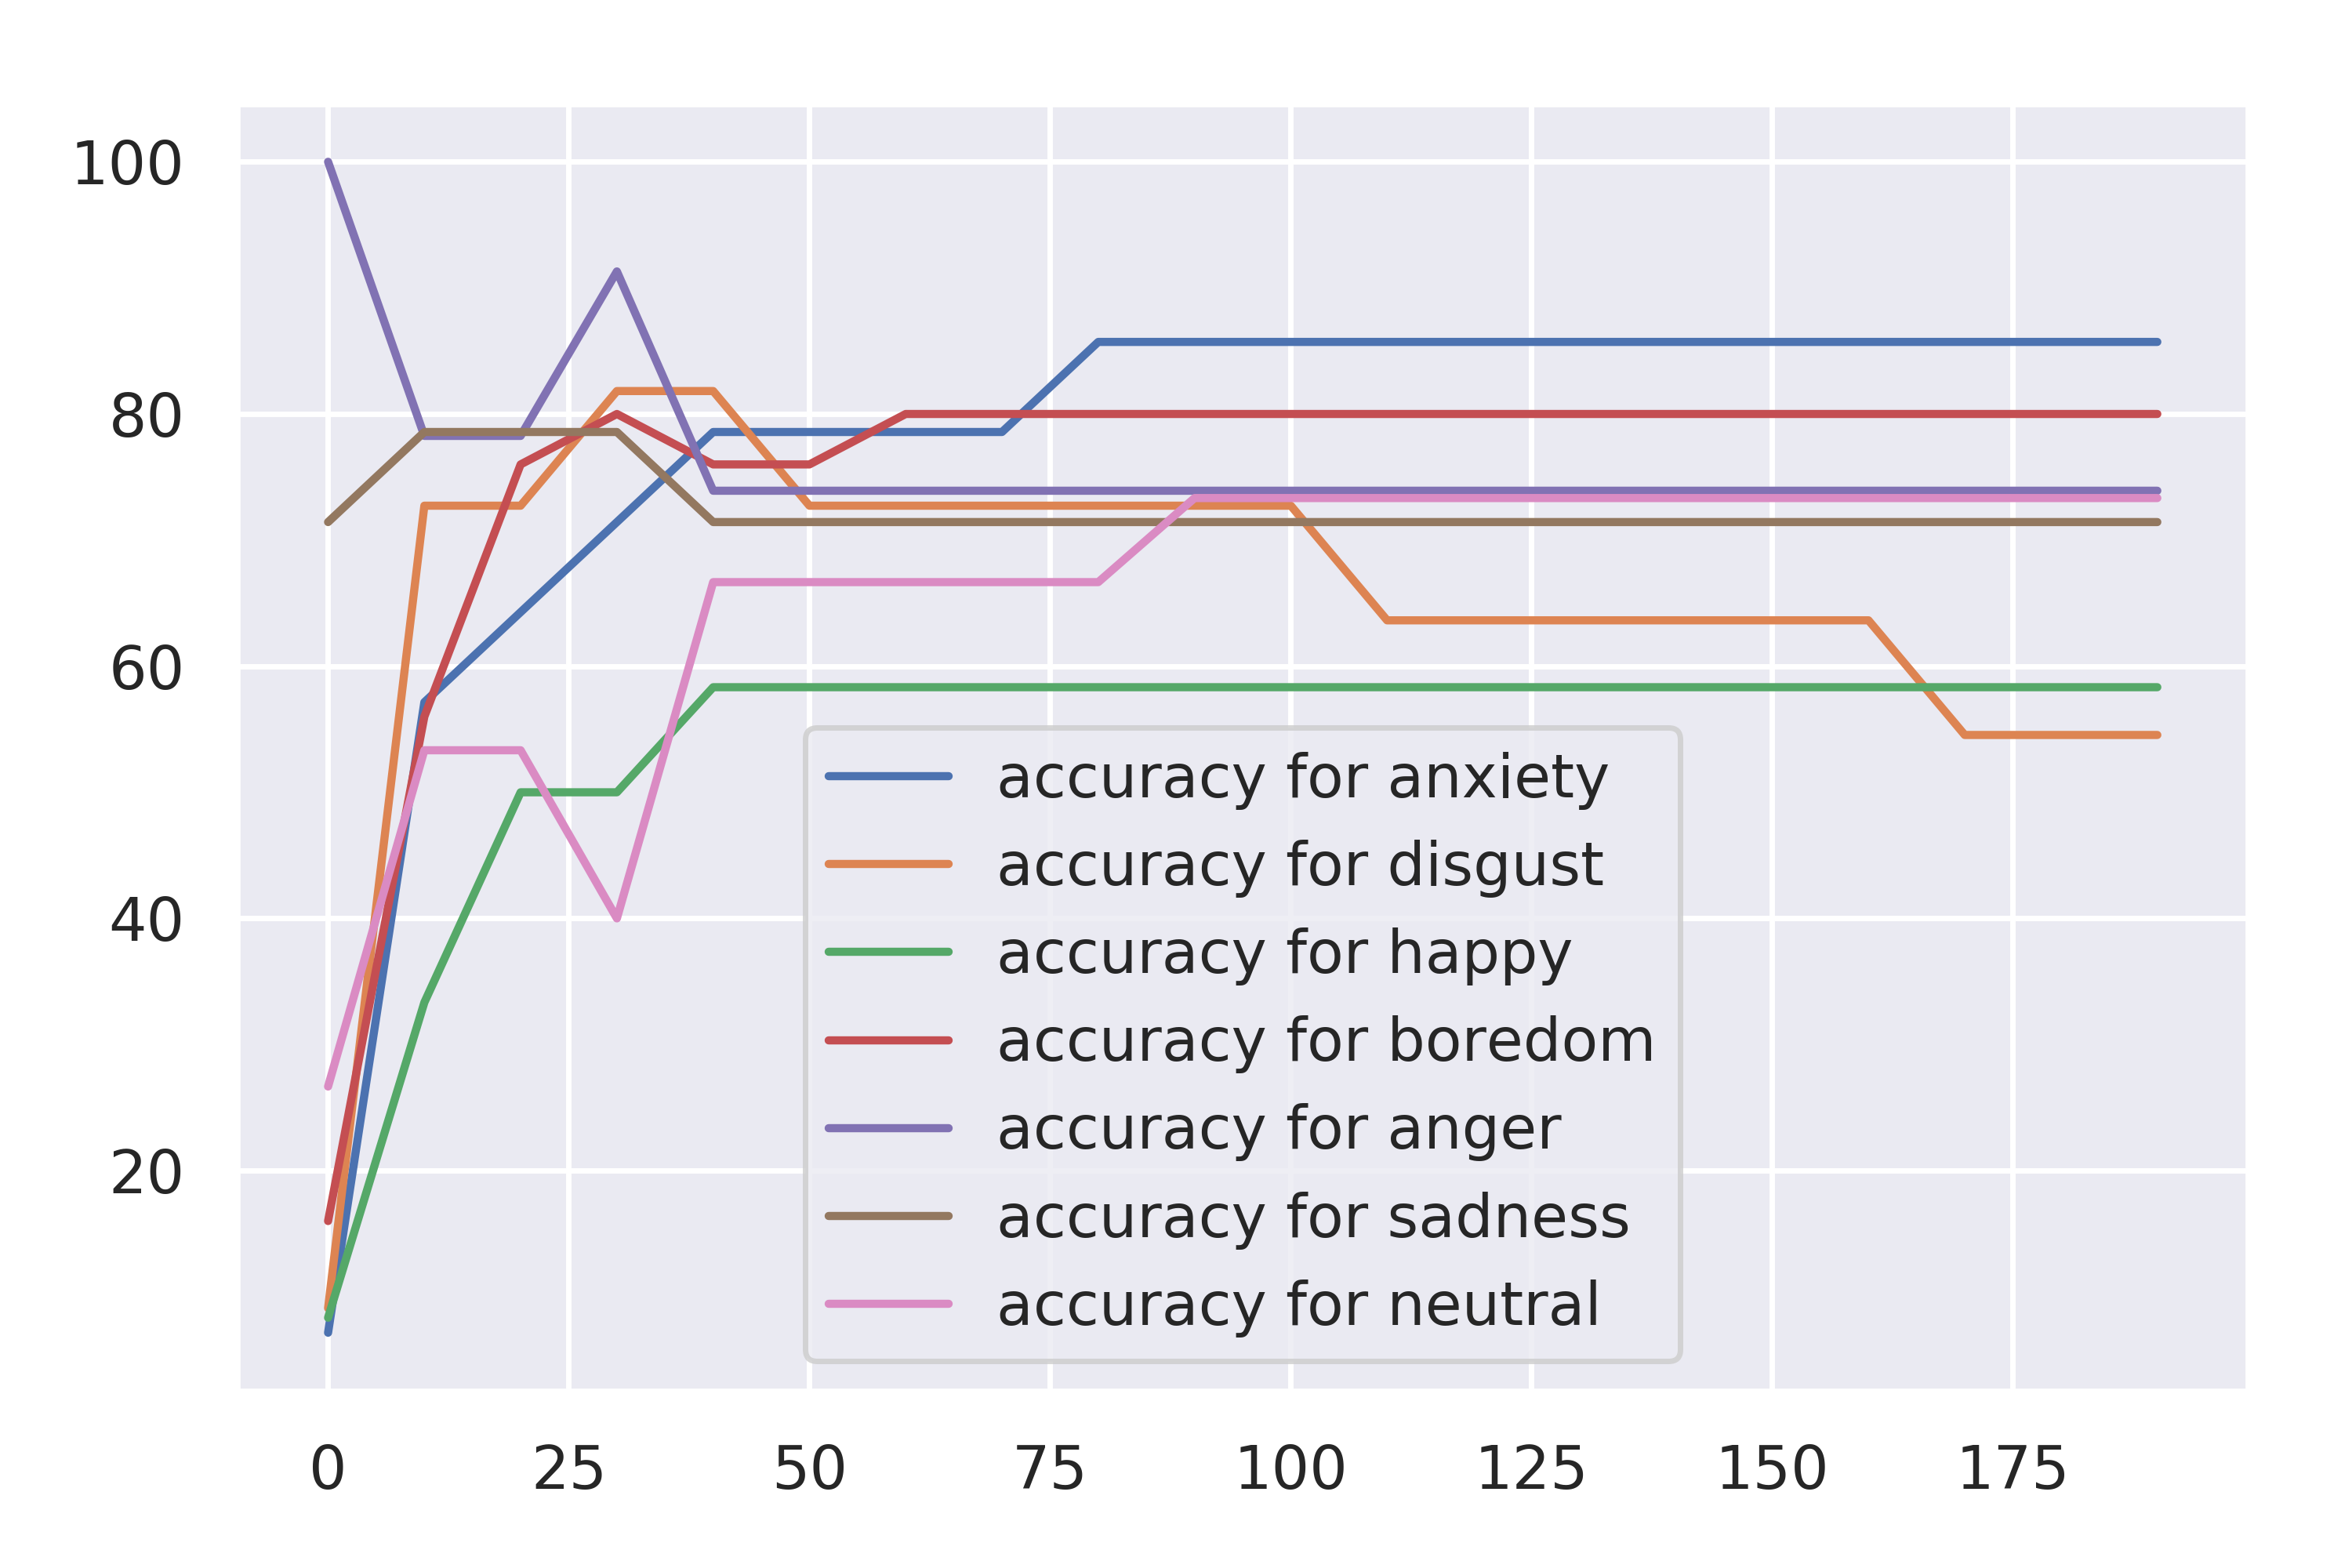 100
80
60
40
20
accuracy for anxiety
accuracy for disgust
accuracy for happy
accuracy for boredom
accuracy for anger
accuracy for sadness
accuracy for neutral
0 25 50 75 100 125 150 175